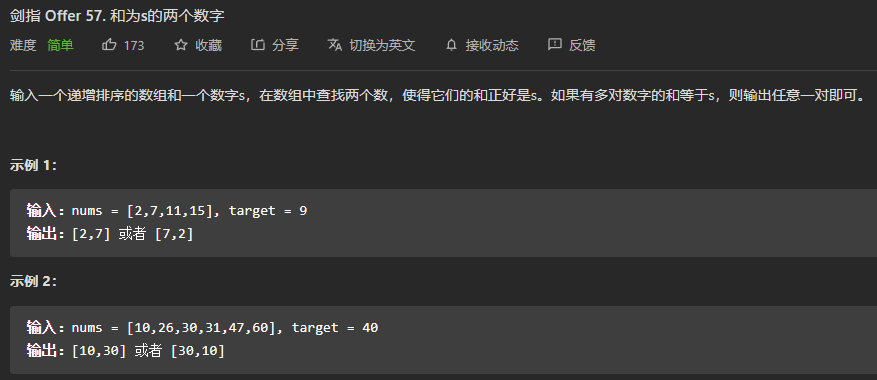 剑指 Offer 57. 和为s的两个数字
难度 简单 173 收藏 分享 切换为英文 接收动态 反馈
输入一个递增排序的数组和一个数字s，在数组中查找两个数，使得它们的和正好是s。如果有多对数字的和等于s，则输出任意一对即可。
示例 1：
输入：nums = [2,7,11,15], target = 9
输出：[2,7] 或者 [7,2]
示例 2：
输入：nums = [10,26,30,31,47,60], target = 40
输出：[10,30] 或者 [30,10]